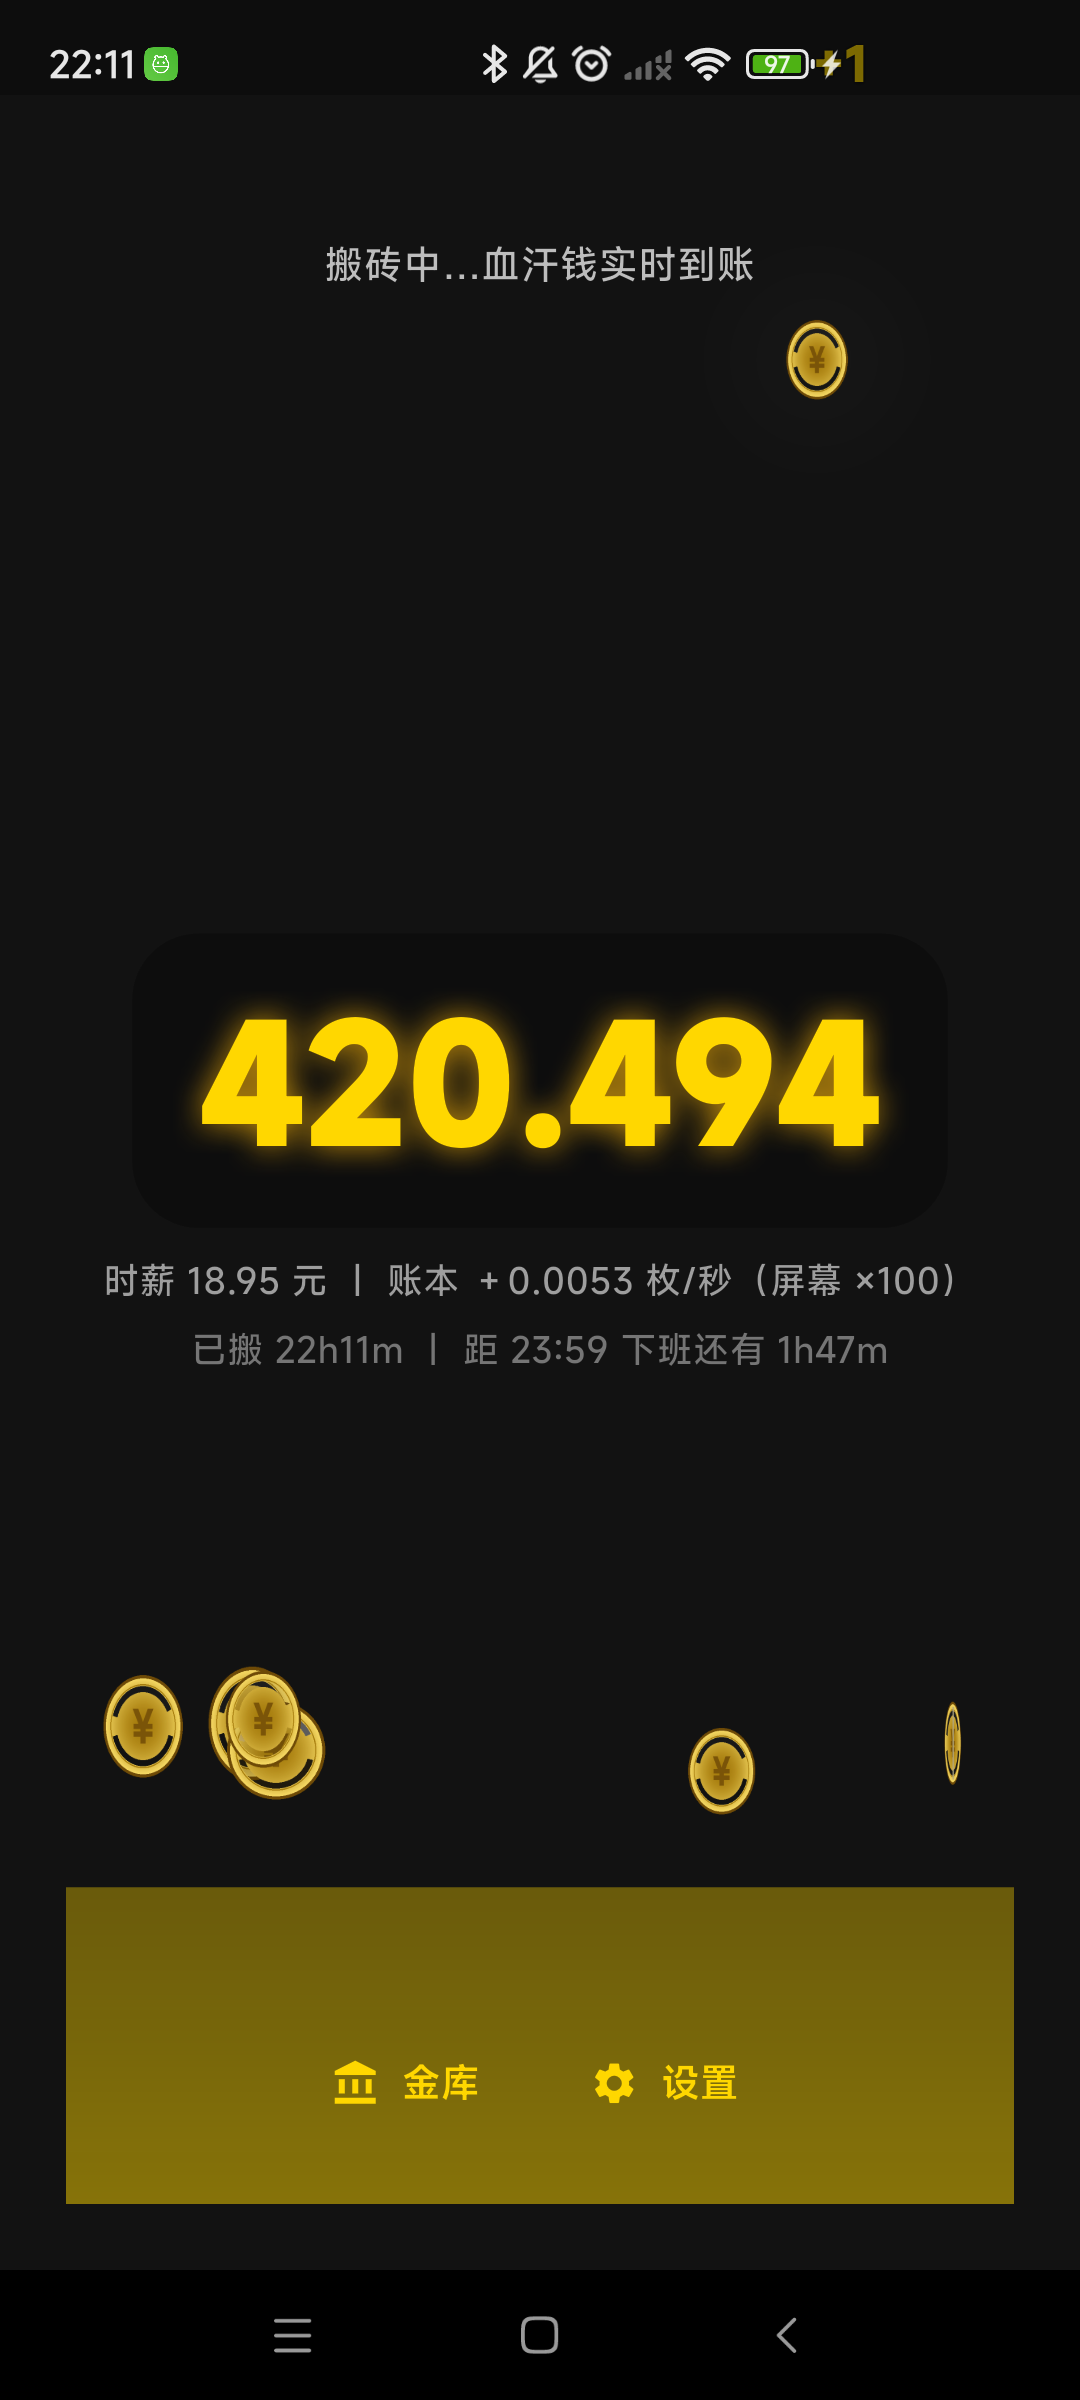 22:11 97 +1
搬砖中...血汗钱实时到账
¥
420.494
时薪 18.95 元 | 账本 +0.0053 枚/秒（屏幕 ×100）
已搬 22h11m | 距 23:59 下班还有 1h47m
¥ ¥ ¥
金库 设置